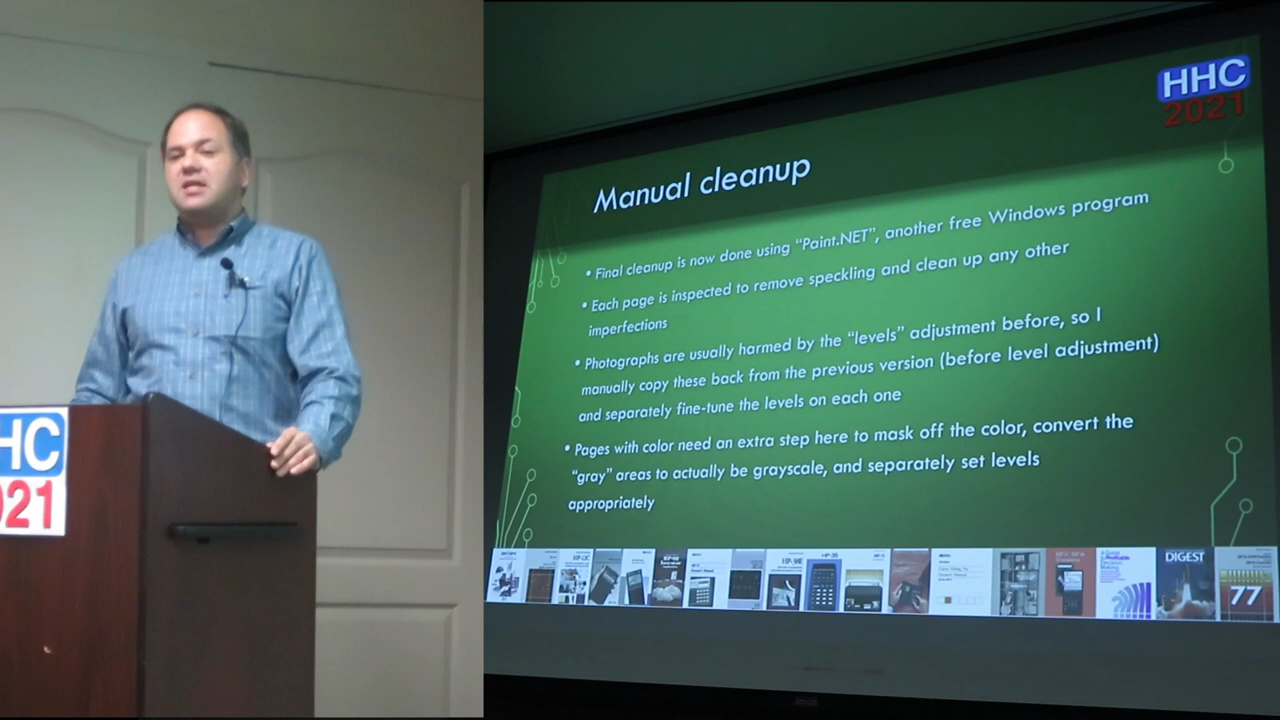 HHC
2021
Manual cleanup
• Final cleanup is now done using “Paint.NET”, another free Windows program
• Each page is inspected to remove speckling and clean up any other
imperfections
• Photographs are usually harmed by the “levels” adjustment before, so I
manually copy these back from the previous version (before level adjustment)
and separately fine-tune the levels on each one
• Pages with color need an extra step here to mask off the color, convert the
“gray” areas to actually be grayscale, and separately set levels
appropriately
HC
021
DIGEST
77